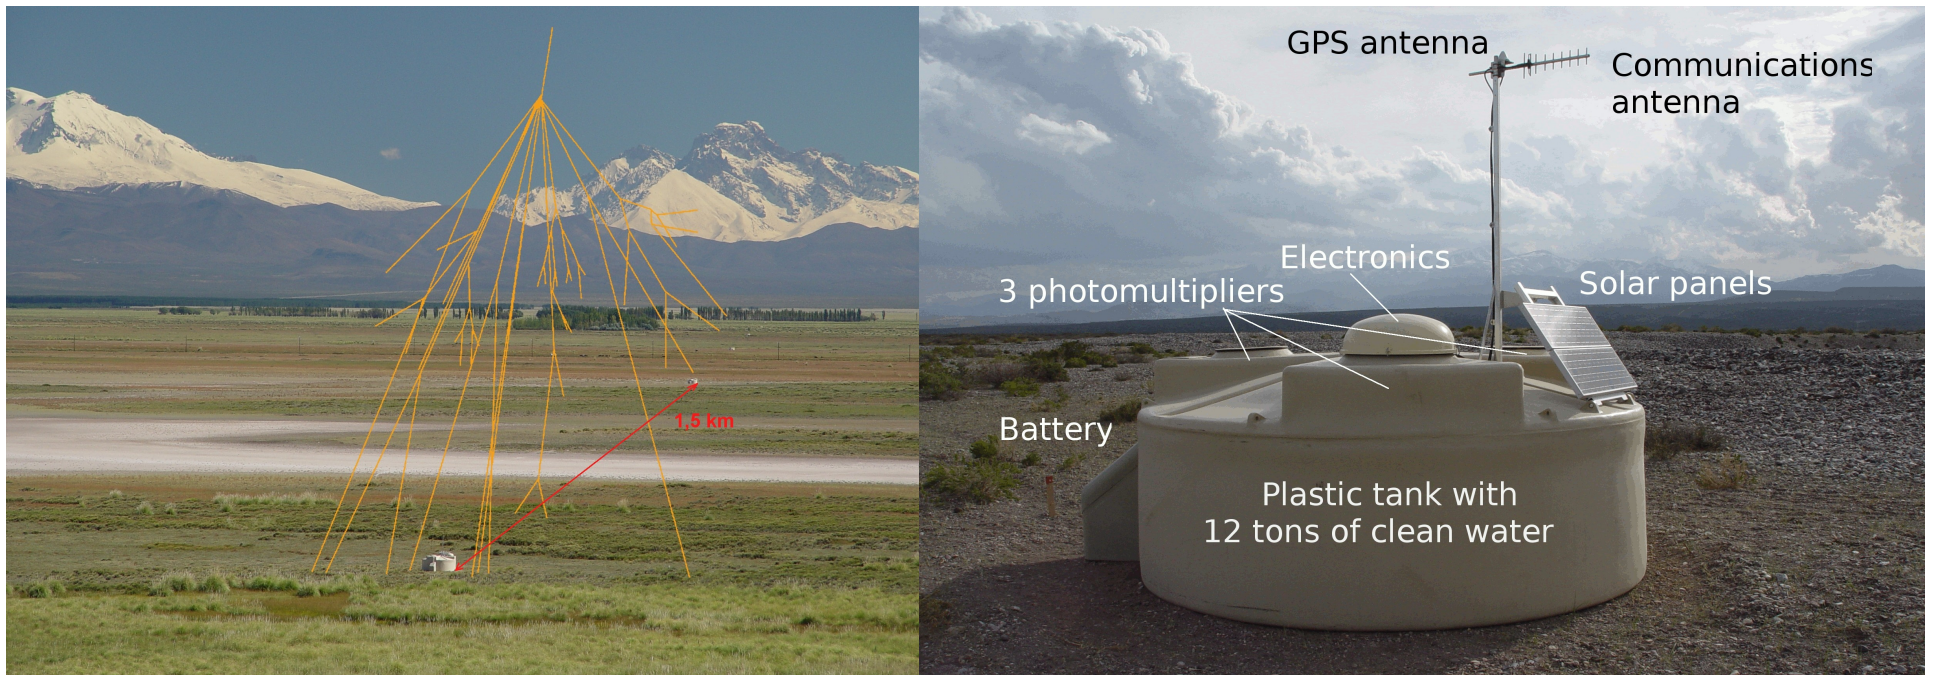 1,5 km
GPS antenna
Communications
antenna
Electronics
3 photomultipliers
Solar panels
Battery
Plastic tank with
12 tons of clean water